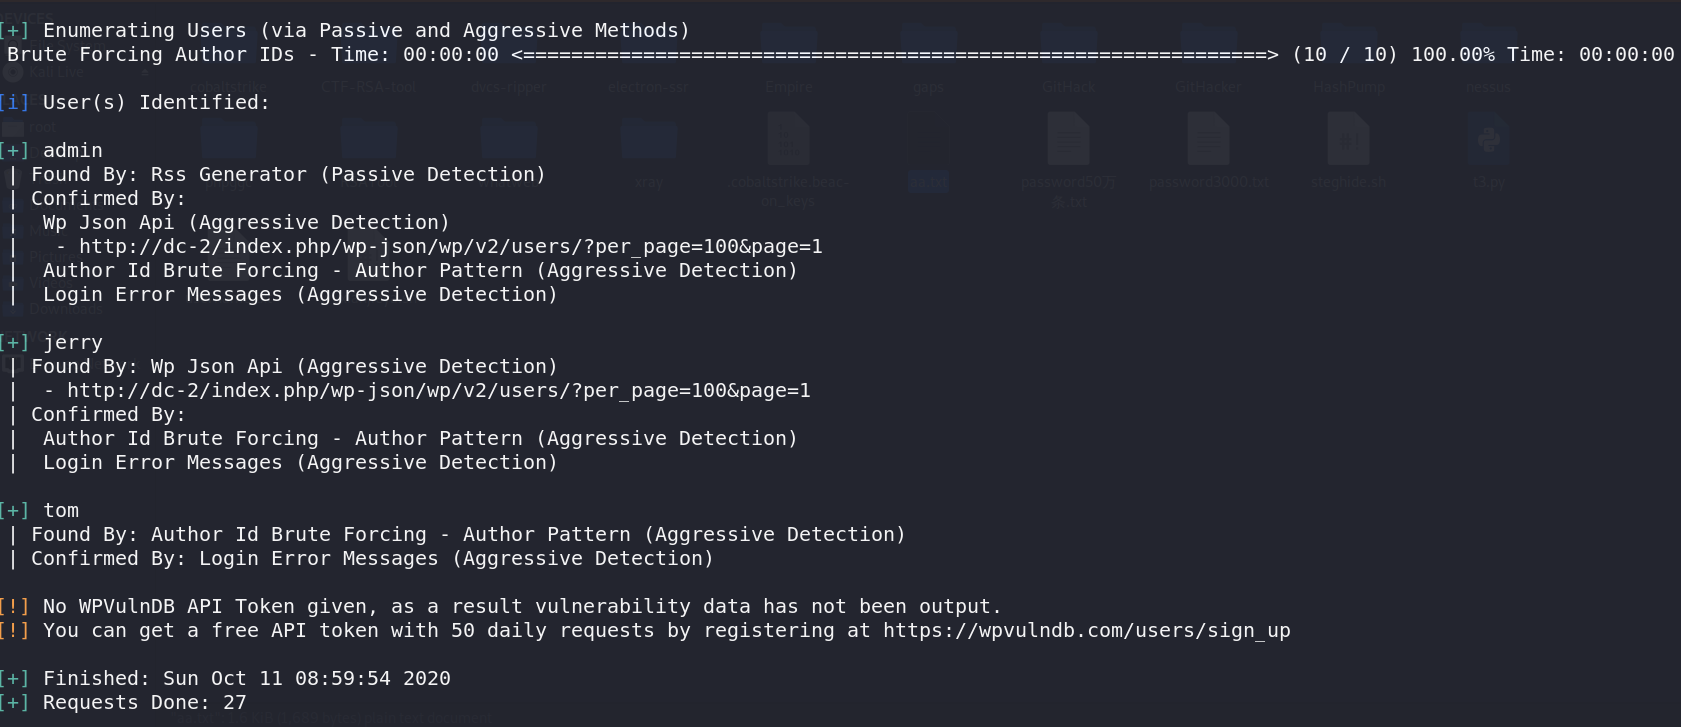 [+] Enumerating Users (via Passive and Aggressive Methods)
Brute Forcing Author IDs - Time: 00:00:00 <==============================================================> (10 / 10) 100.00% Time: 00:00:00
[i] User(s) Identified:
[+] admin
| Found By: Rss Generator (Passive Detection)
| Confirmed By:
|  Wp Json Api (Aggressive Detection)
|   - http://dc-2/index.php/wp-json/wp/v2/users/?per_page=100&page=1
|  Author Id Brute Forcing - Author Pattern (Aggressive Detection)
|  Login Error Messages (Aggressive Detection)
[+] jerry
| Found By: Wp Json Api (Aggressive Detection)
|  - http://dc-2/index.php/wp-json/wp/v2/users/?per_page=100&page=1
| Confirmed By:
|  Author Id Brute Forcing - Author Pattern (Aggressive Detection)
|  Login Error Messages (Aggressive Detection)
[+] tom
| Found By: Author Id Brute Forcing - Author Pattern (Aggressive Detection)
| Confirmed By: Login Error Messages (Aggressive Detection)
[!] No WPVulnDB API Token given, as a result vulnerability data has not been output.
[!] You can get a free API token with 50 daily requests by registering at https://wpvulndb.com/users/sign_up
[+] Finished: Sun Oct 11 08:59:54 2020
[+] Requests Done: 27